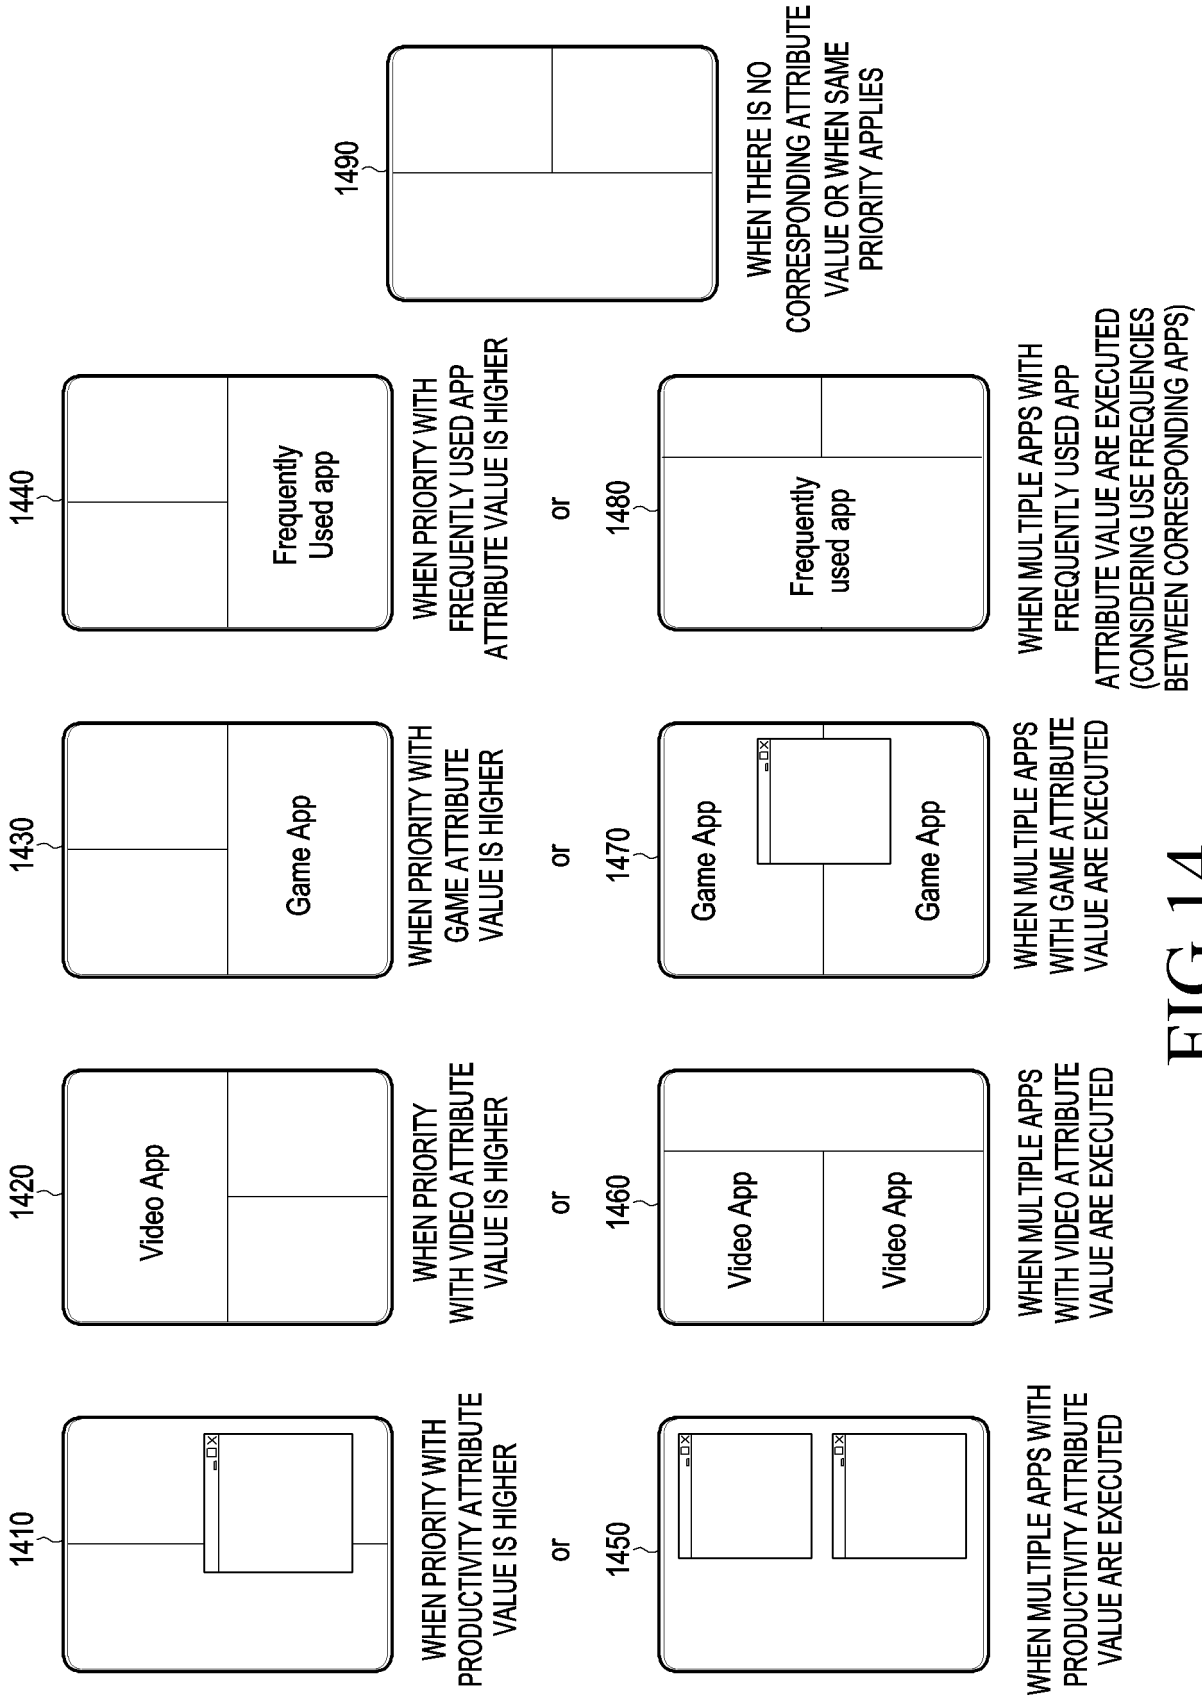 1410
WHEN PRIORITY WITH
PRODUCTIVITY ATTRIBUTE
VALUE IS HIGHER
1420
Video App
WHEN PRIORITY
WITH VIDEO ATTRIBUTE
VALUE IS HIGHER
1430
Game App
WHEN PRIORITY WITH
GAME ATTRIBUTE
VALUE IS HIGHER
1440
Frequently
Used app
WHEN PRIORITY WITH
FREQUENTLY USED APP
ATTRIBUTE VALUE IS HIGHER
1490
WHEN THERE IS NO
CORRESPONDING ATTRIBUTE
VALUE OR WHEN SAME
PRIORITY APPLIES
or
1450
WHEN MULTIPLE APPS WITH
PRODUCTIVITY ATTRIBUTE
VALUE ARE EXECUTED
or
1460
Video App
Video App
WHEN MULTIPLE APPS
WITH VIDEO ATTRIBUTE
VALUE ARE EXECUTED
or
1470
Game App
Game App
WHEN MULTIPLE APPS
WITH GAME ATTRIBUTE
VALUE ARE EXECUTED
or
1480
Frequently
used app
WHEN MULTIPLE APPS WITH
FREQUENTLY USED APP
ATTRIBUTE VALUE ARE EXECUTED
(CONSIDERING USE FREQUENCIES
BETWEEN CORRESPONDING APPS)
FIG. 14